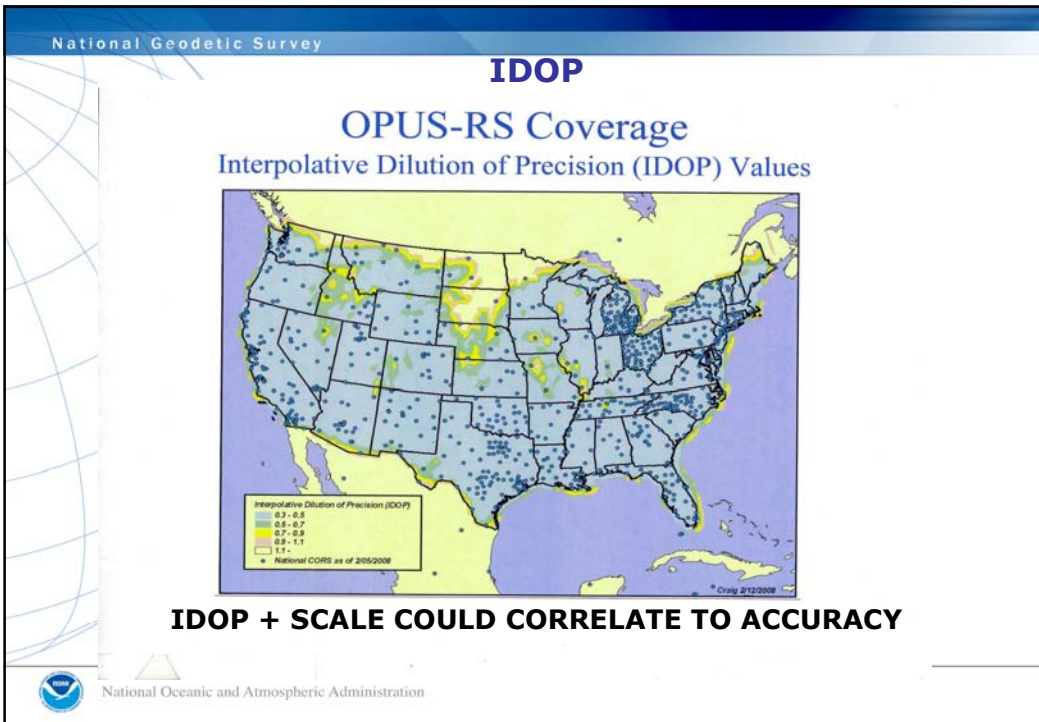 National Geodetic Survey
IDOP
OPUS-RS Coverage
Interpolative Dilution of Precision (IDOP) Values
Interpolative Dilution of Precision (IDOP)
0.3 - 0.5
0.5 - 0.7
0.7 - 0.9
0.9 - 1.1
1.1 -
National CORS as of 2/05/2008
Craig 2/12/2008
IDOP + SCALE COULD CORRELATE TO ACCURACY
NOAA
National Oceanic and Atmospheric Administration